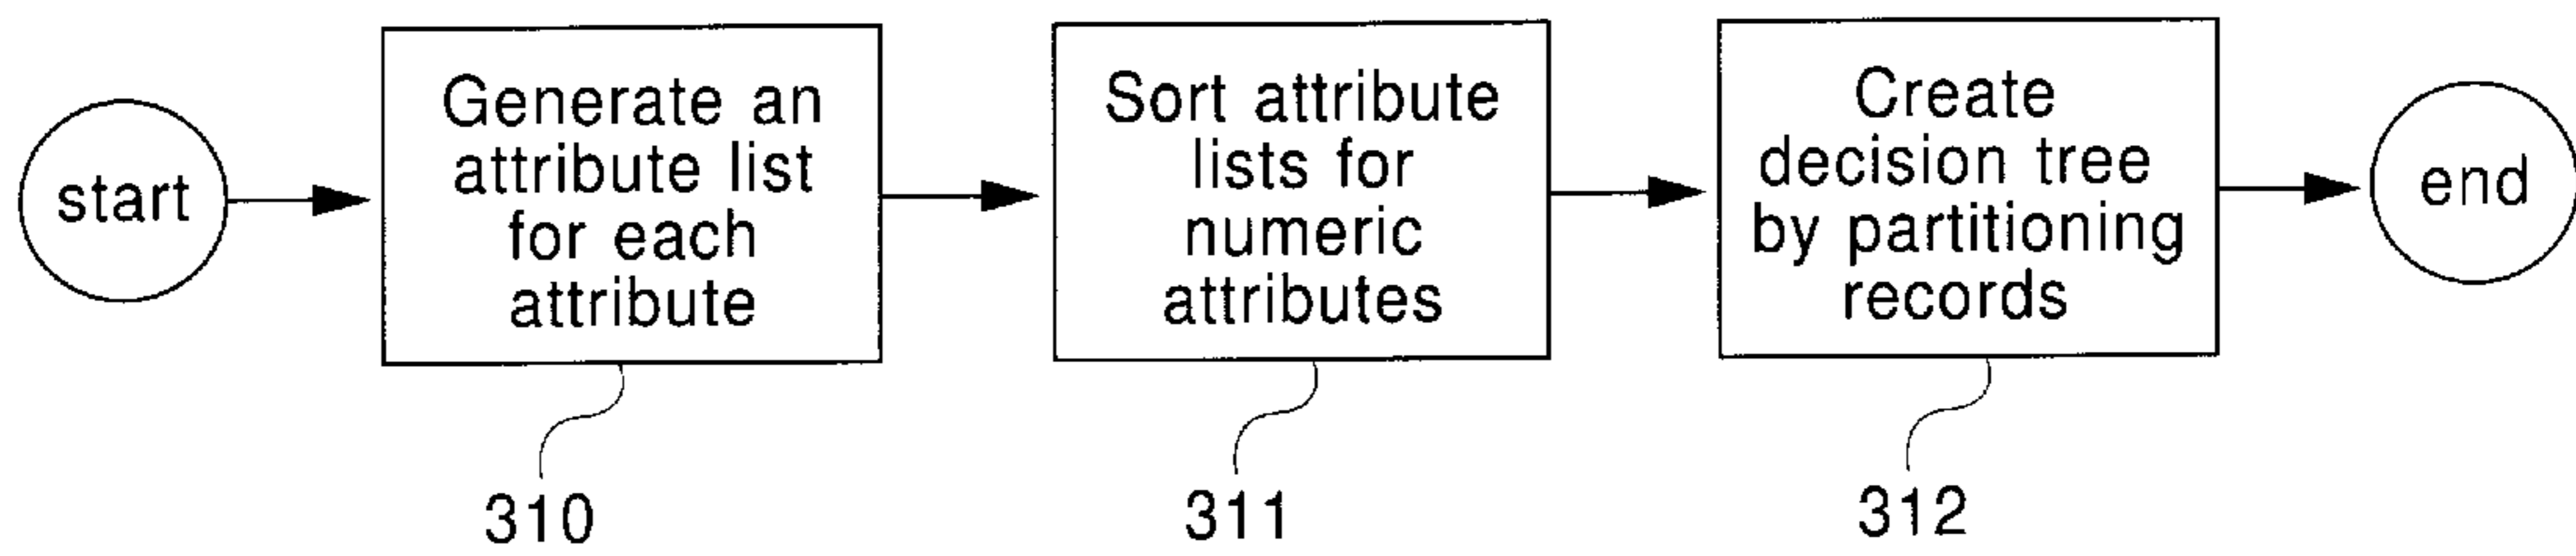 start
Generate an
attribute list
for each
attribute
Sort attribute
lists for
numeric
attributes
Create
decision tree
by partitioning
records
end
310
311
312